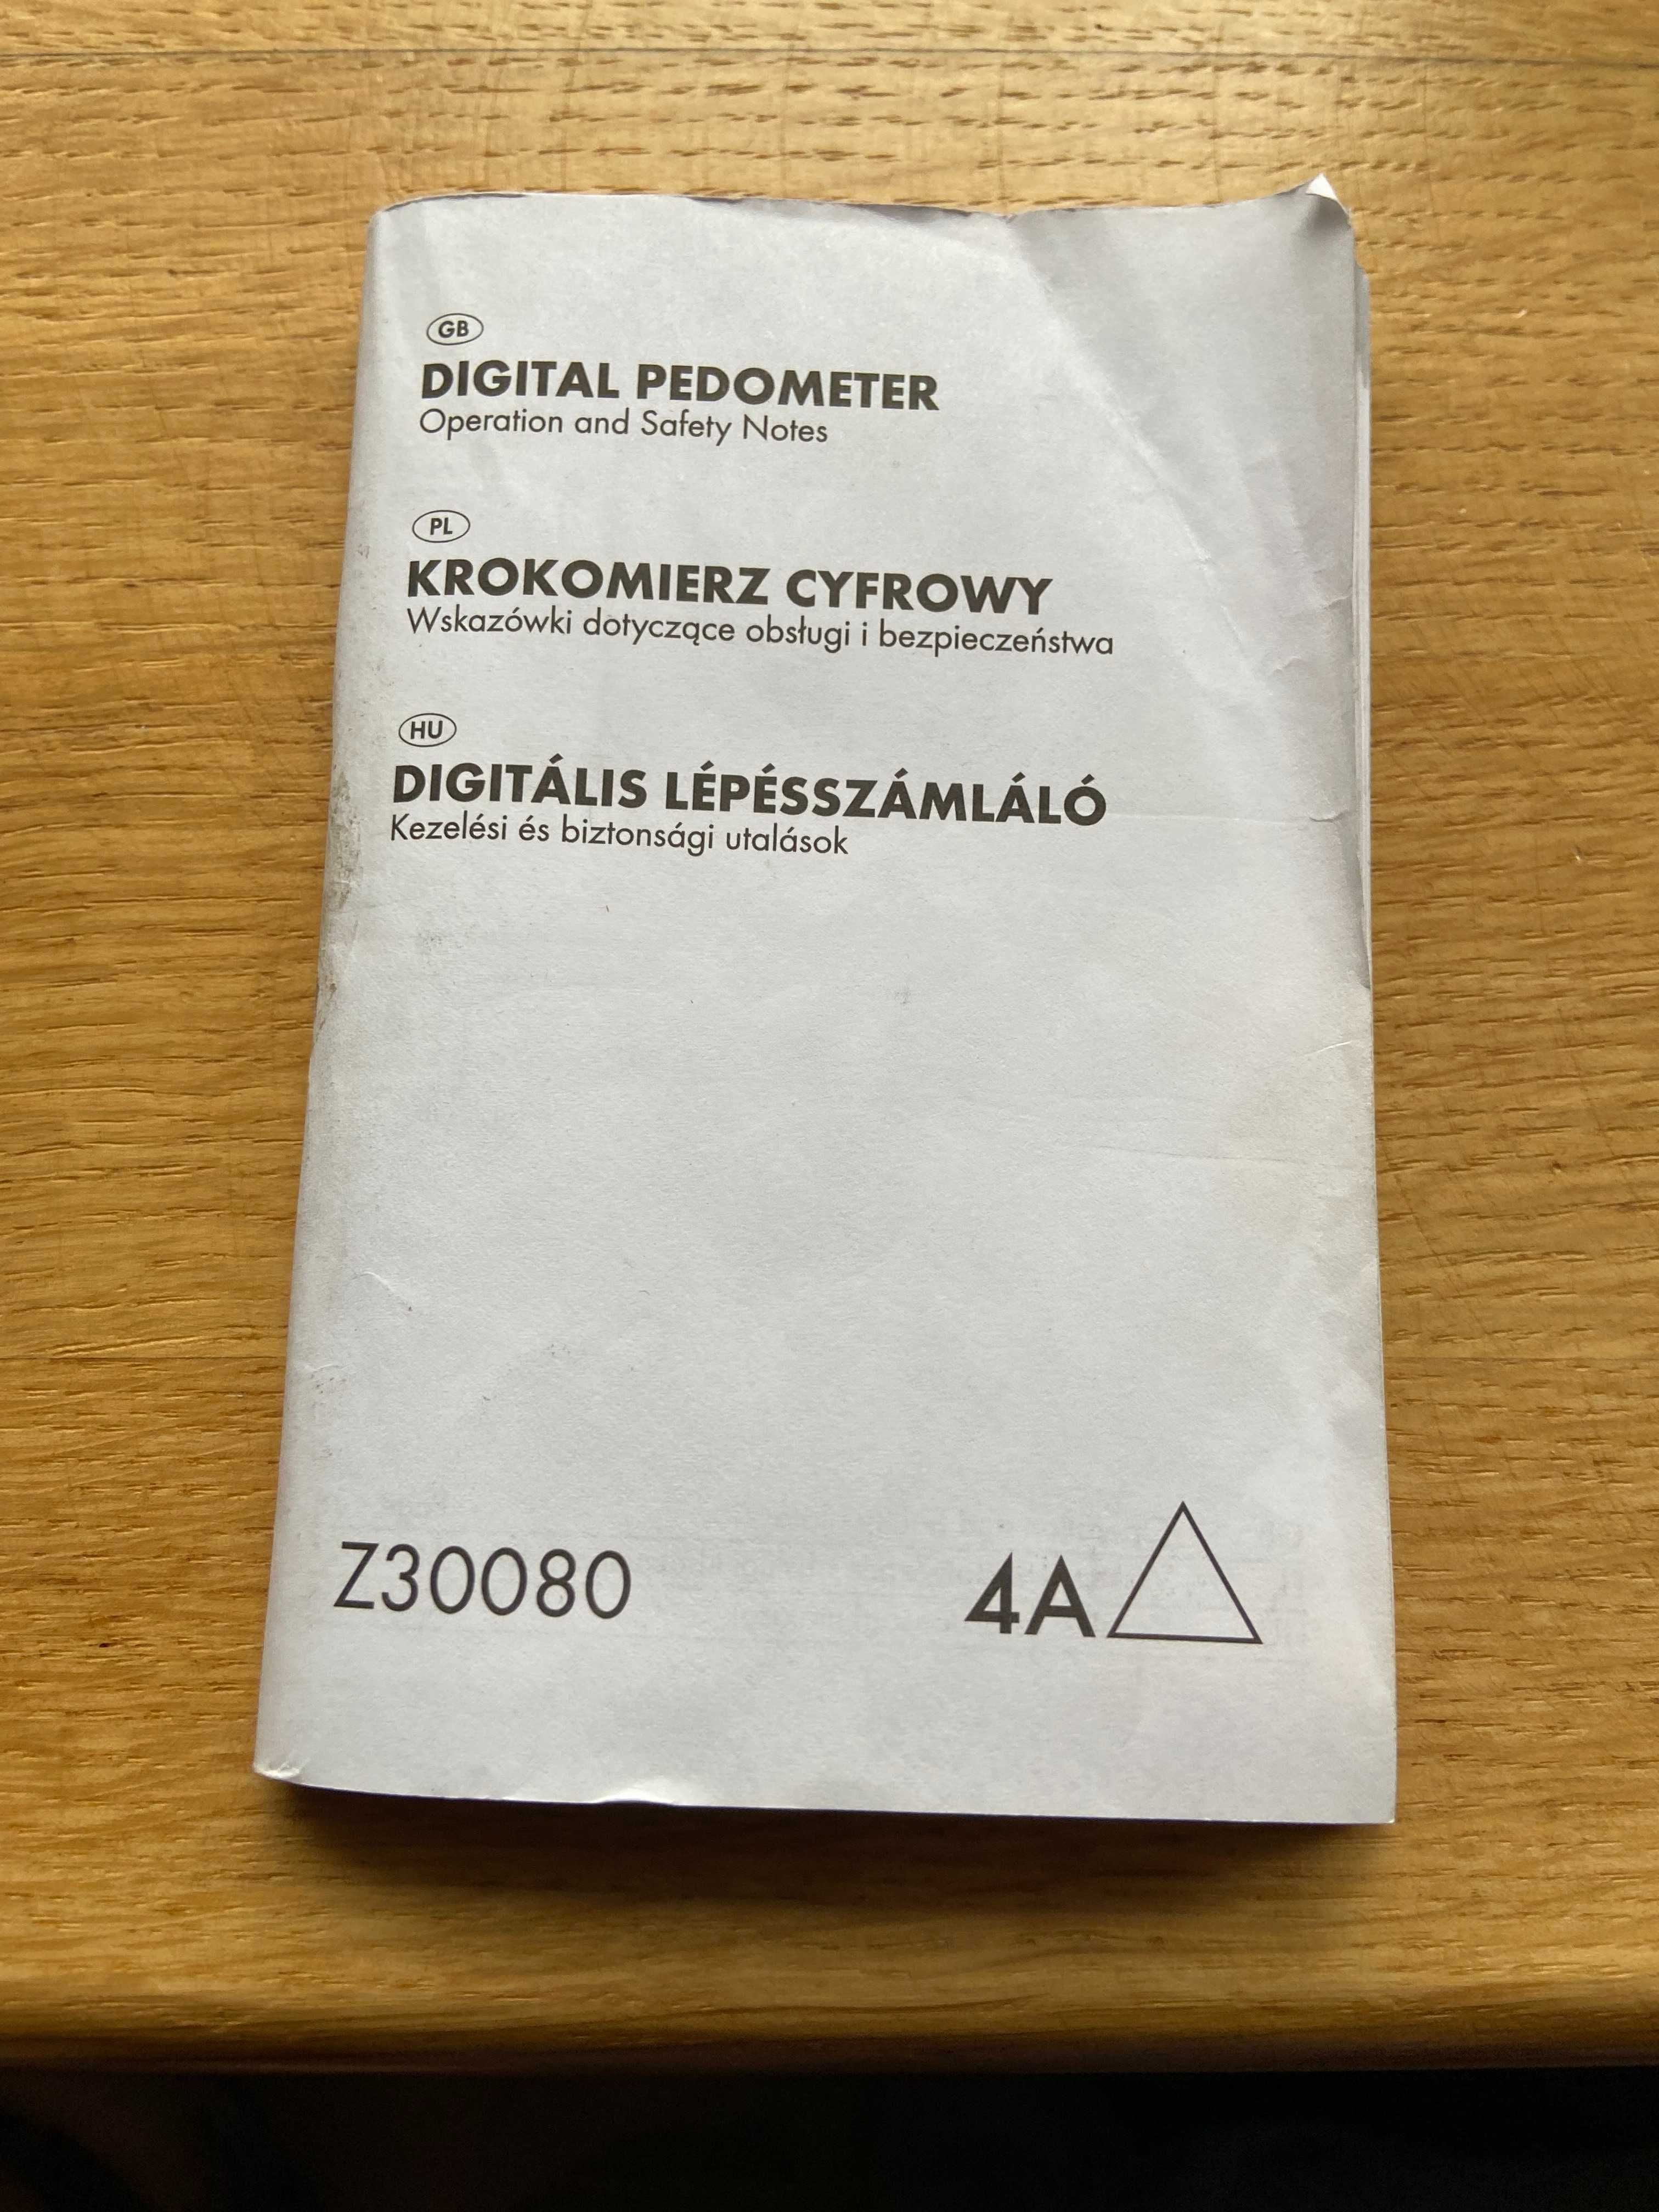 GB
DIGITAL PEDOMETER
Operation and Safety Notes
PL
KROKOMIERZ CYFROWY
Wskazówki dotyczące obsługi i bezpieczeństwa
HU
DIGITÁLIS LÉPÉSSZÁMLÁLÓ
Kezelési és biztonsági utalások
Z30080
4A